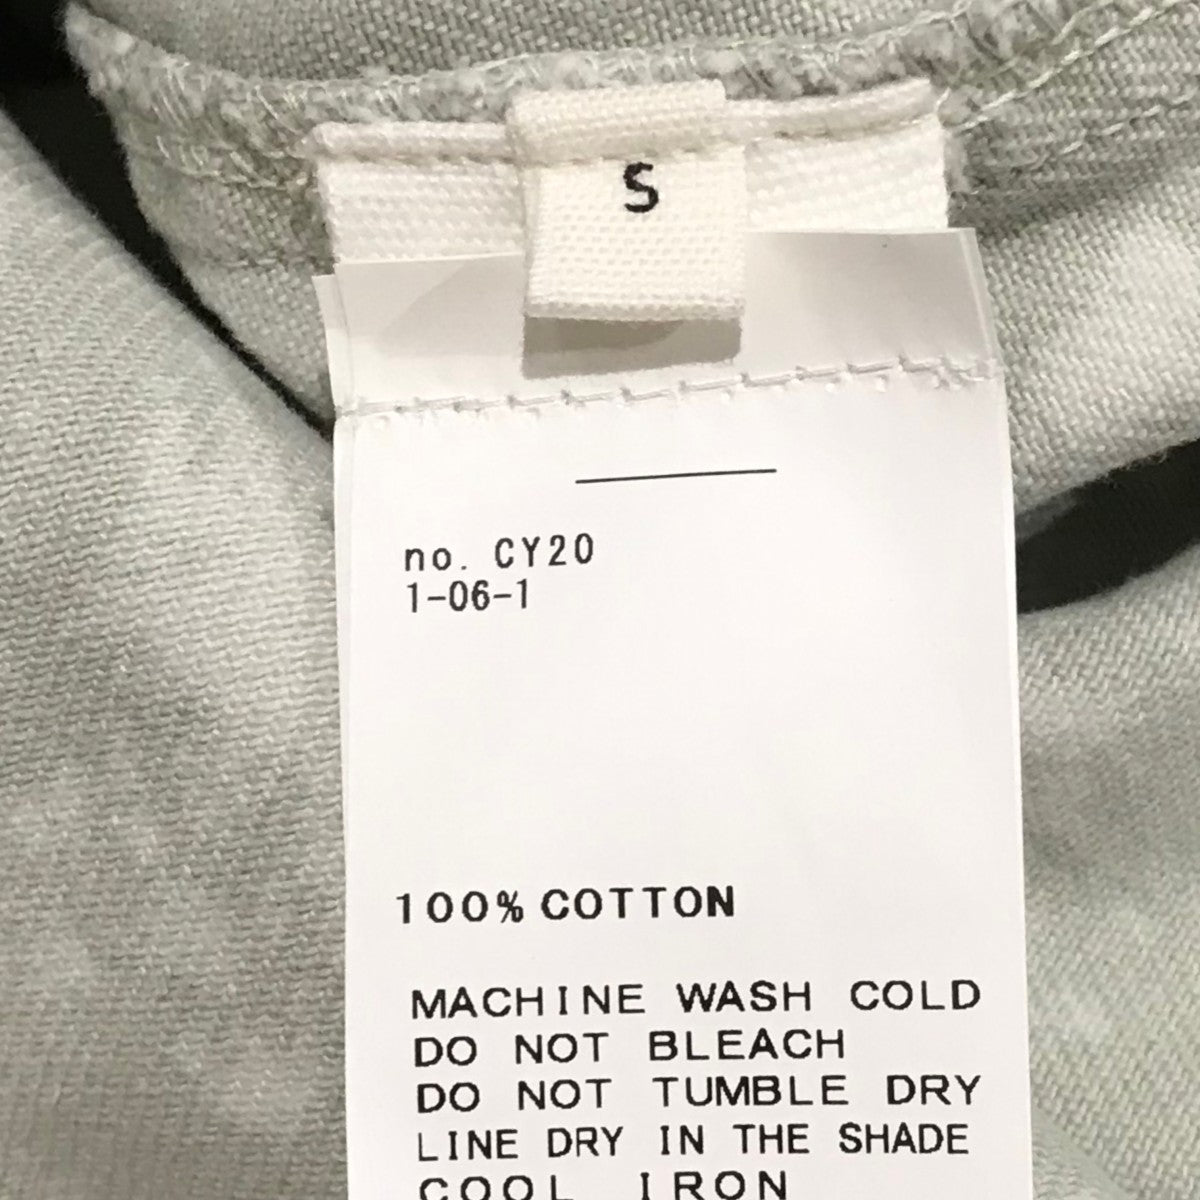 S
no. CY20
1-06-1
100% COTTON
MACHINE WASH COLD
DO NOT BLEACH
DO NOT TUMBLE DRY
LINE DRY IN THE SHADE
COOL IRON